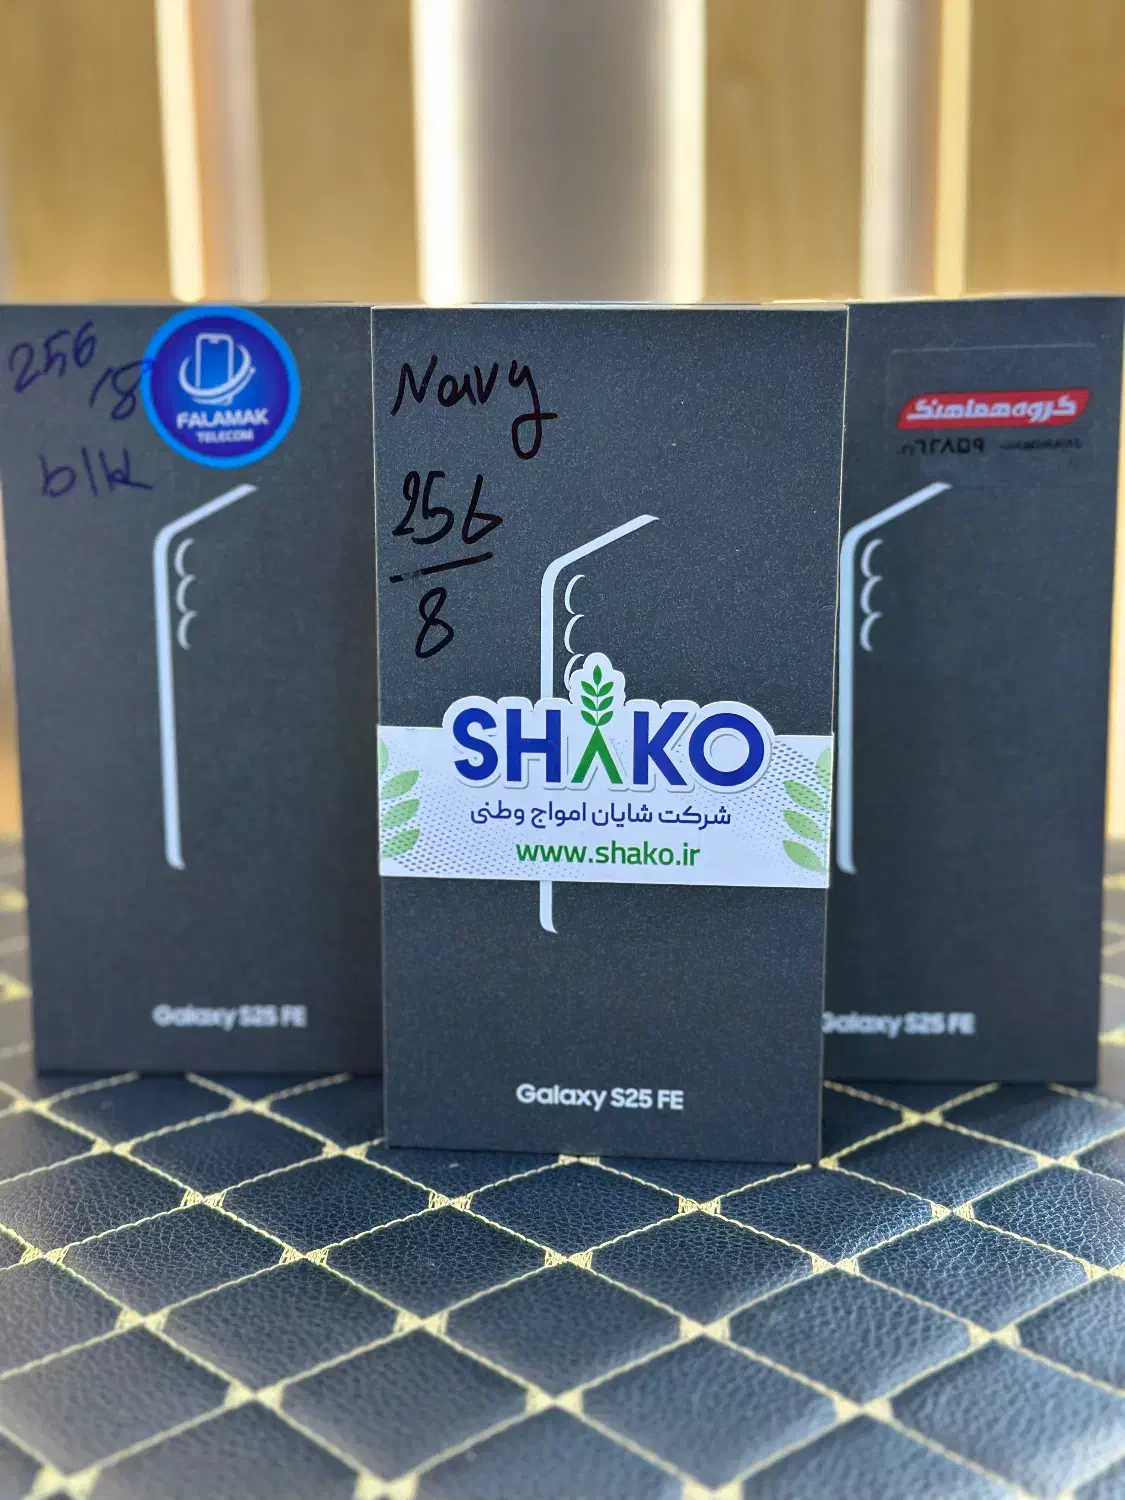 256
/8
blk
FALAMAK
TELECOM
Galaxy S25 FE
Navy
256
8
SHAKO
شرکت شایان امواج وطنی
www.shako.ir
Galaxy S25 FE
گروه هماهنگ
Galaxy S25 FE